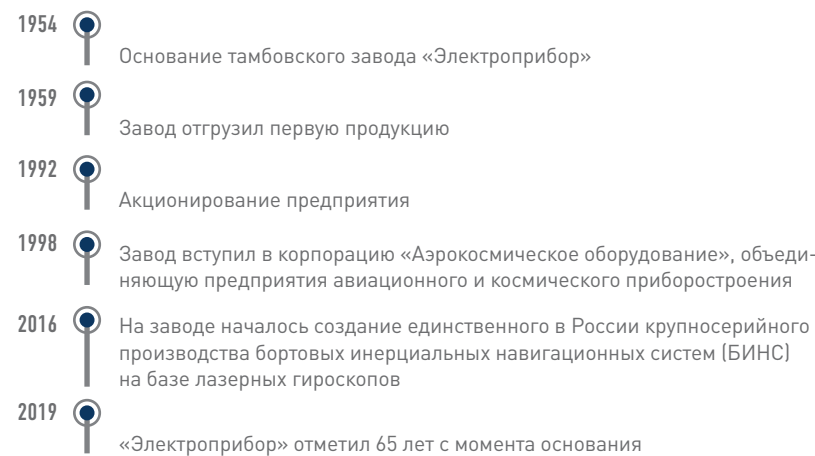 1954
Основание тамбовского завода «Электроприбор»
1959
Завод отгрузил первую продукцию
1992
Акционирование предприятия
1998
Завод вступил в корпорацию «Аэрокосмическое оборудование», объеди-
няющую предприятия авиационного и космического приборостроения
2016
На заводе началось создание единственного в России крупносерийного
производства бортовых инерциальных навигационных систем (БИНС)
на базе лазерных гироскопов
2019
«Электроприбор» отметил 65 лет с момента основания